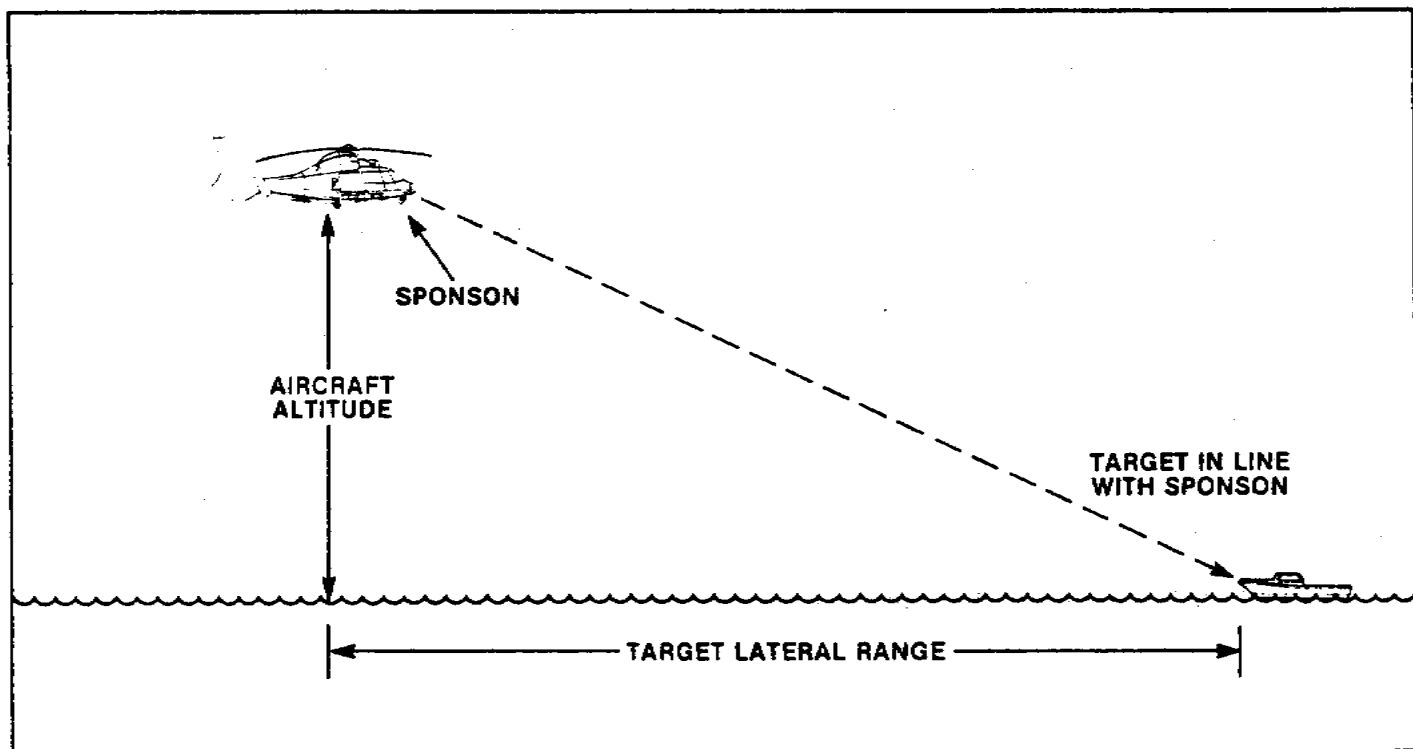 SPONSON
AIRCRAFT
ALTITUDE
TARGET IN LINE
WITH SPONSON
TARGET LATERAL RANGE